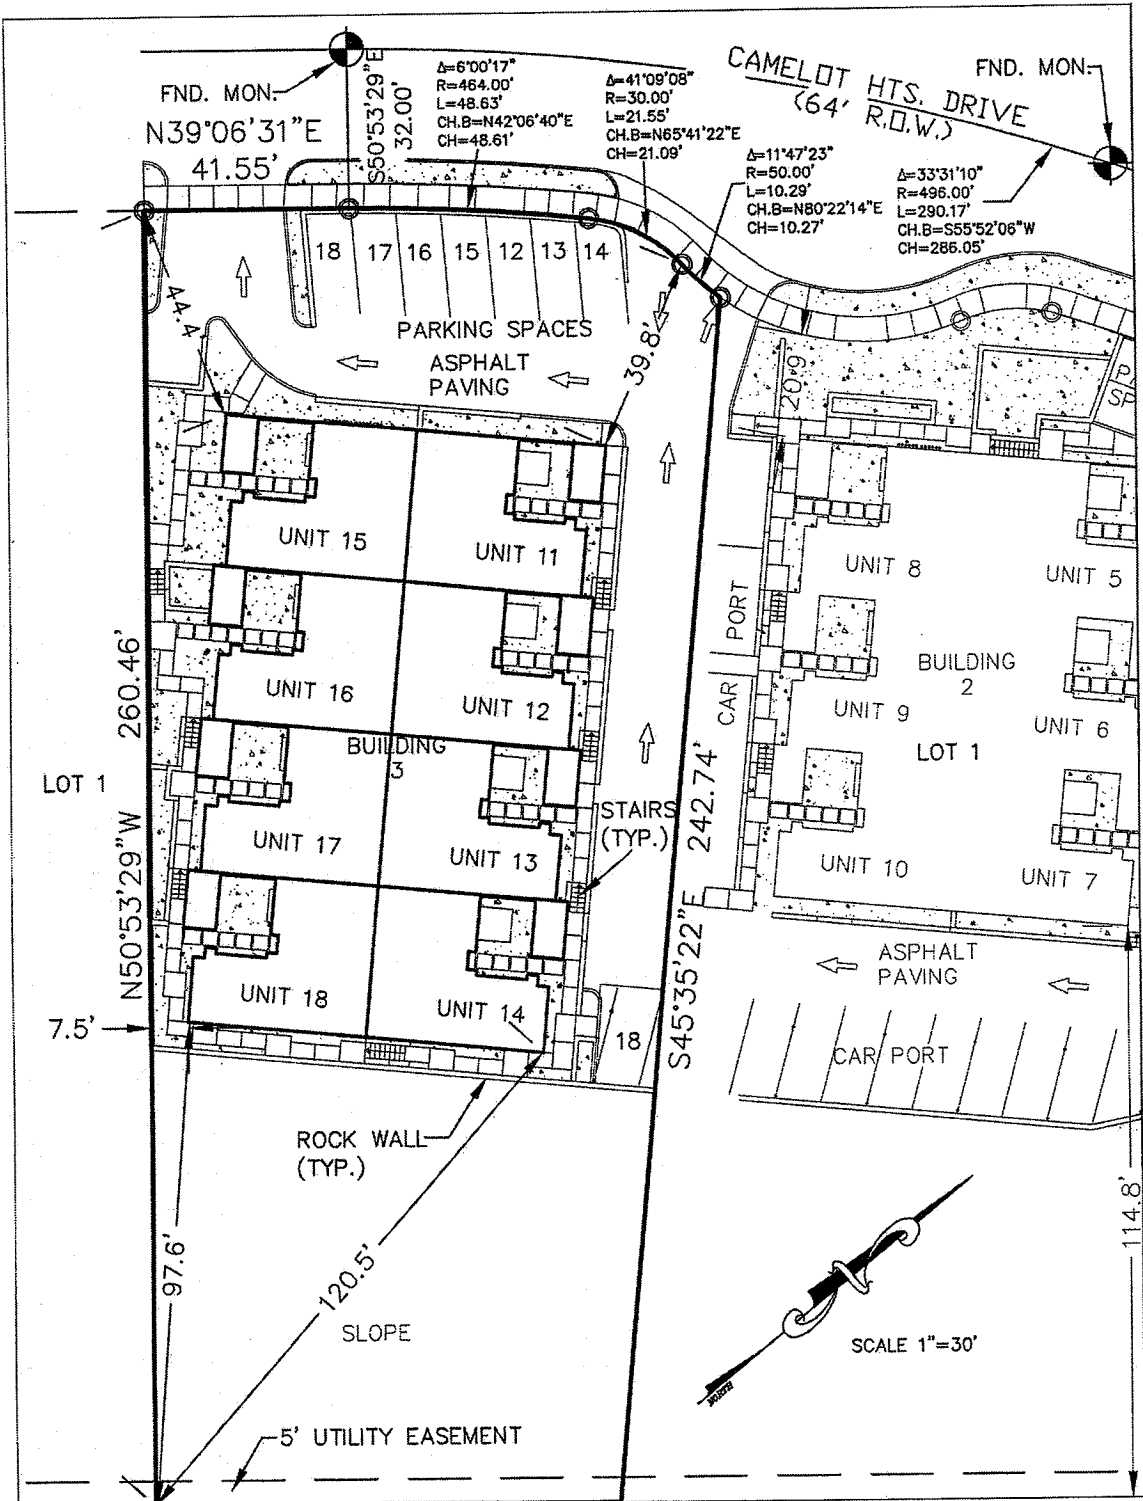 CAMELOT HTS. DRIVE
(64' R.O.W.)
FND. MON.
FND. MON.
N39°06'31"E
41.55'
S50°53'29"E
32.00'
Δ=6°00'17"
R=464.00'
L=48.63'
CH.B=N42°06'40"E
CH=48.61'
Δ=41°09'08"
R=30.00'
L=21.55'
CH.B=N65°41'22"E
CH=21.09'
Δ=11°47'23"
R=50.00'
L=10.29'
CH.B=N80°22'14"E
CH=10.27'
Δ=33°31'10"
R=496.00'
L=290.17'
CH.B=S55°52'06"W
CH=286.05'
18 17 16 15 12 13 14
44.4'
PARKING SPACES
ASPHALT
PAVING
39.8'
20.9
UNIT 15
UNIT 11
UNIT 8
UNIT 5
UNIT 16
UNIT 12
CAR PORT
BUILDING
2
UNIT 9
UNIT 6
LOT 1
N50°53'29"W 260.46'
LOT 1
BUILDING
3
UNIT 17
UNIT 13
STAIRS
(TYP.)
S45°35'22"E 242.74'
UNIT 10
UNIT 7
UNIT 18
UNIT 14
18
ASPHALT
PAVING
CAR PORT
7.5'
ROCK WALL
(TYP.)
97.6'
120.5'
114.8'
SLOPE
NORTH
SCALE 1"=30'
5' UTILITY EASEMENT